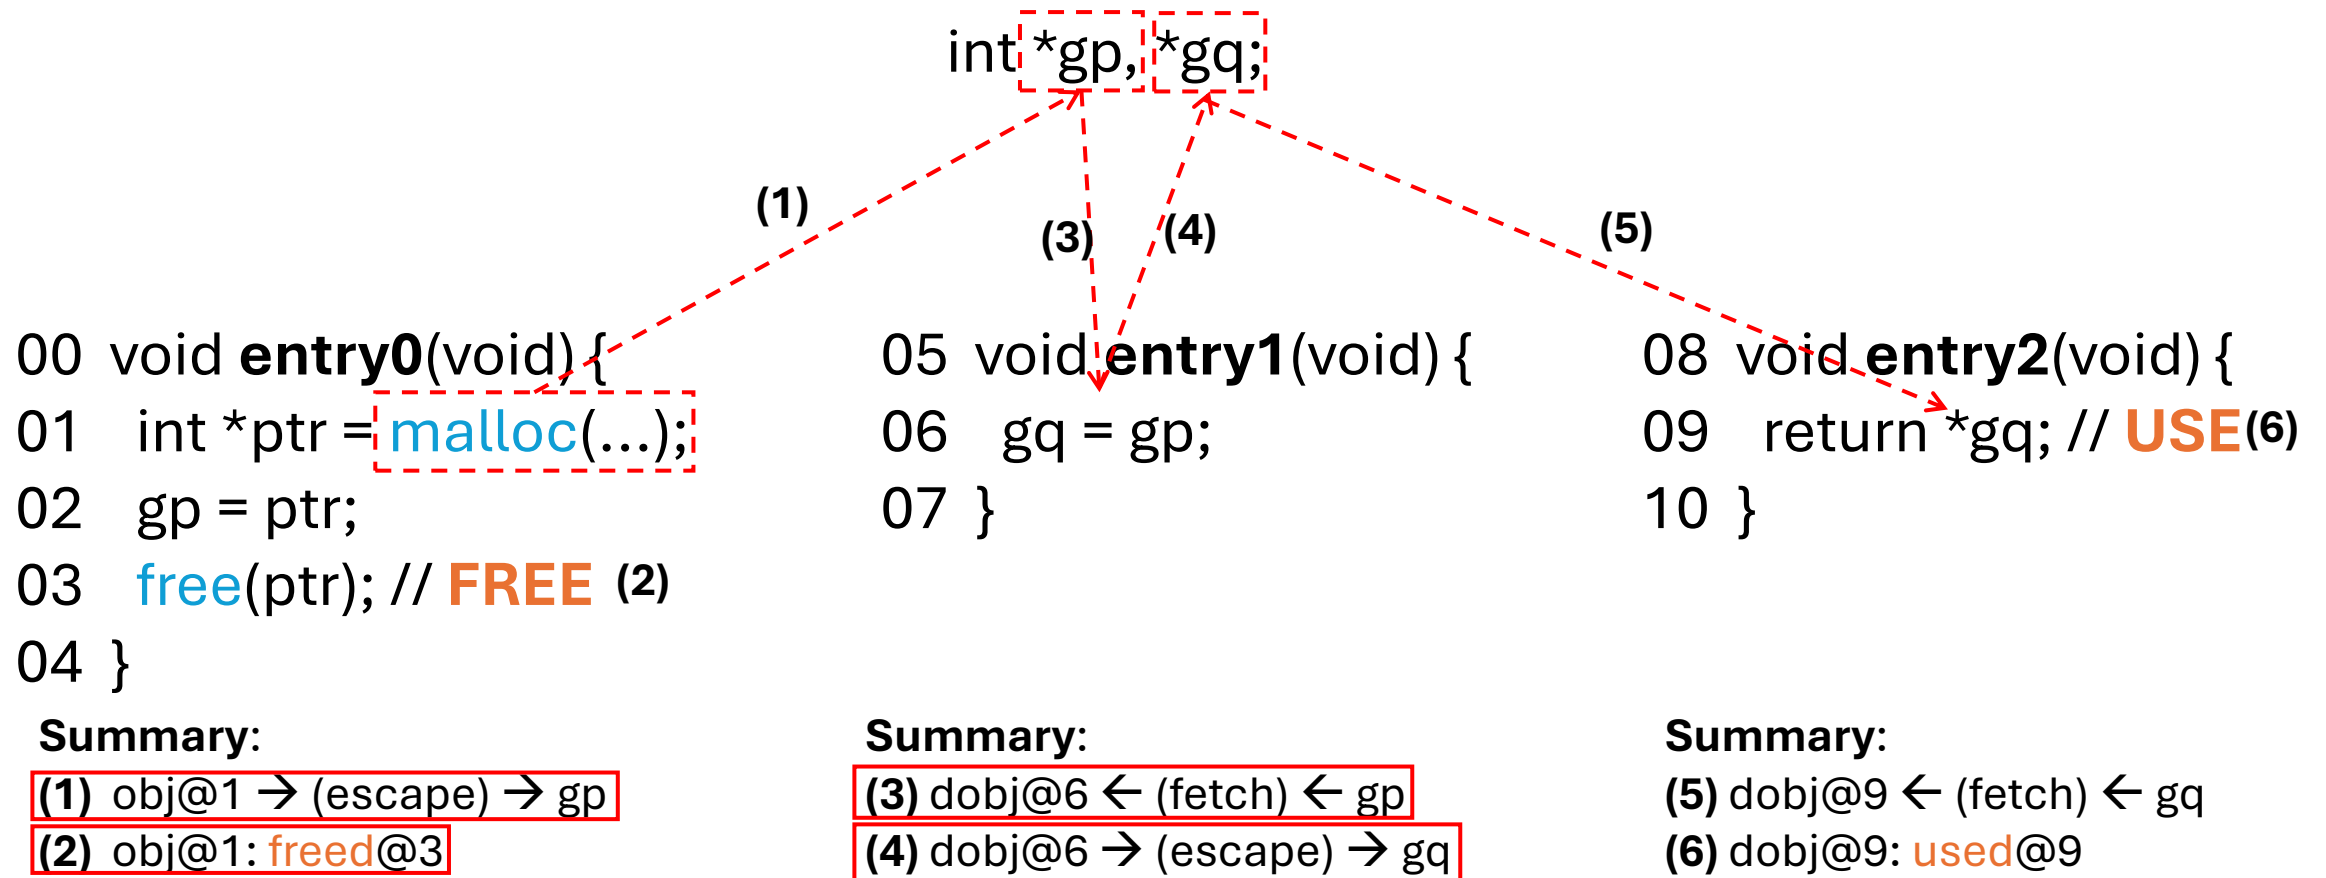 int *gp, *gq;
(1)
(3)
(4)
(5)
00 void entry0(void) {
01 int *ptr = malloc(...);
02 gp = ptr;
03 free(ptr); // FREE (2)
04 }
05 void entry1(void) {
06 gq = gp;
07 }
08 void entry2(void) {
09 return *gq; // USE(6)
10 }
Summary:
(1) obj@1 → (escape) → gp
(2) obj@1: freed@3
Summary:
(3) dobj@6 ← (fetch) ← gp
(4) dobj@6 → (escape) → gq
Summary:
(5) dobj@9 ← (fetch) ← gq
(6) dobj@9: used@9